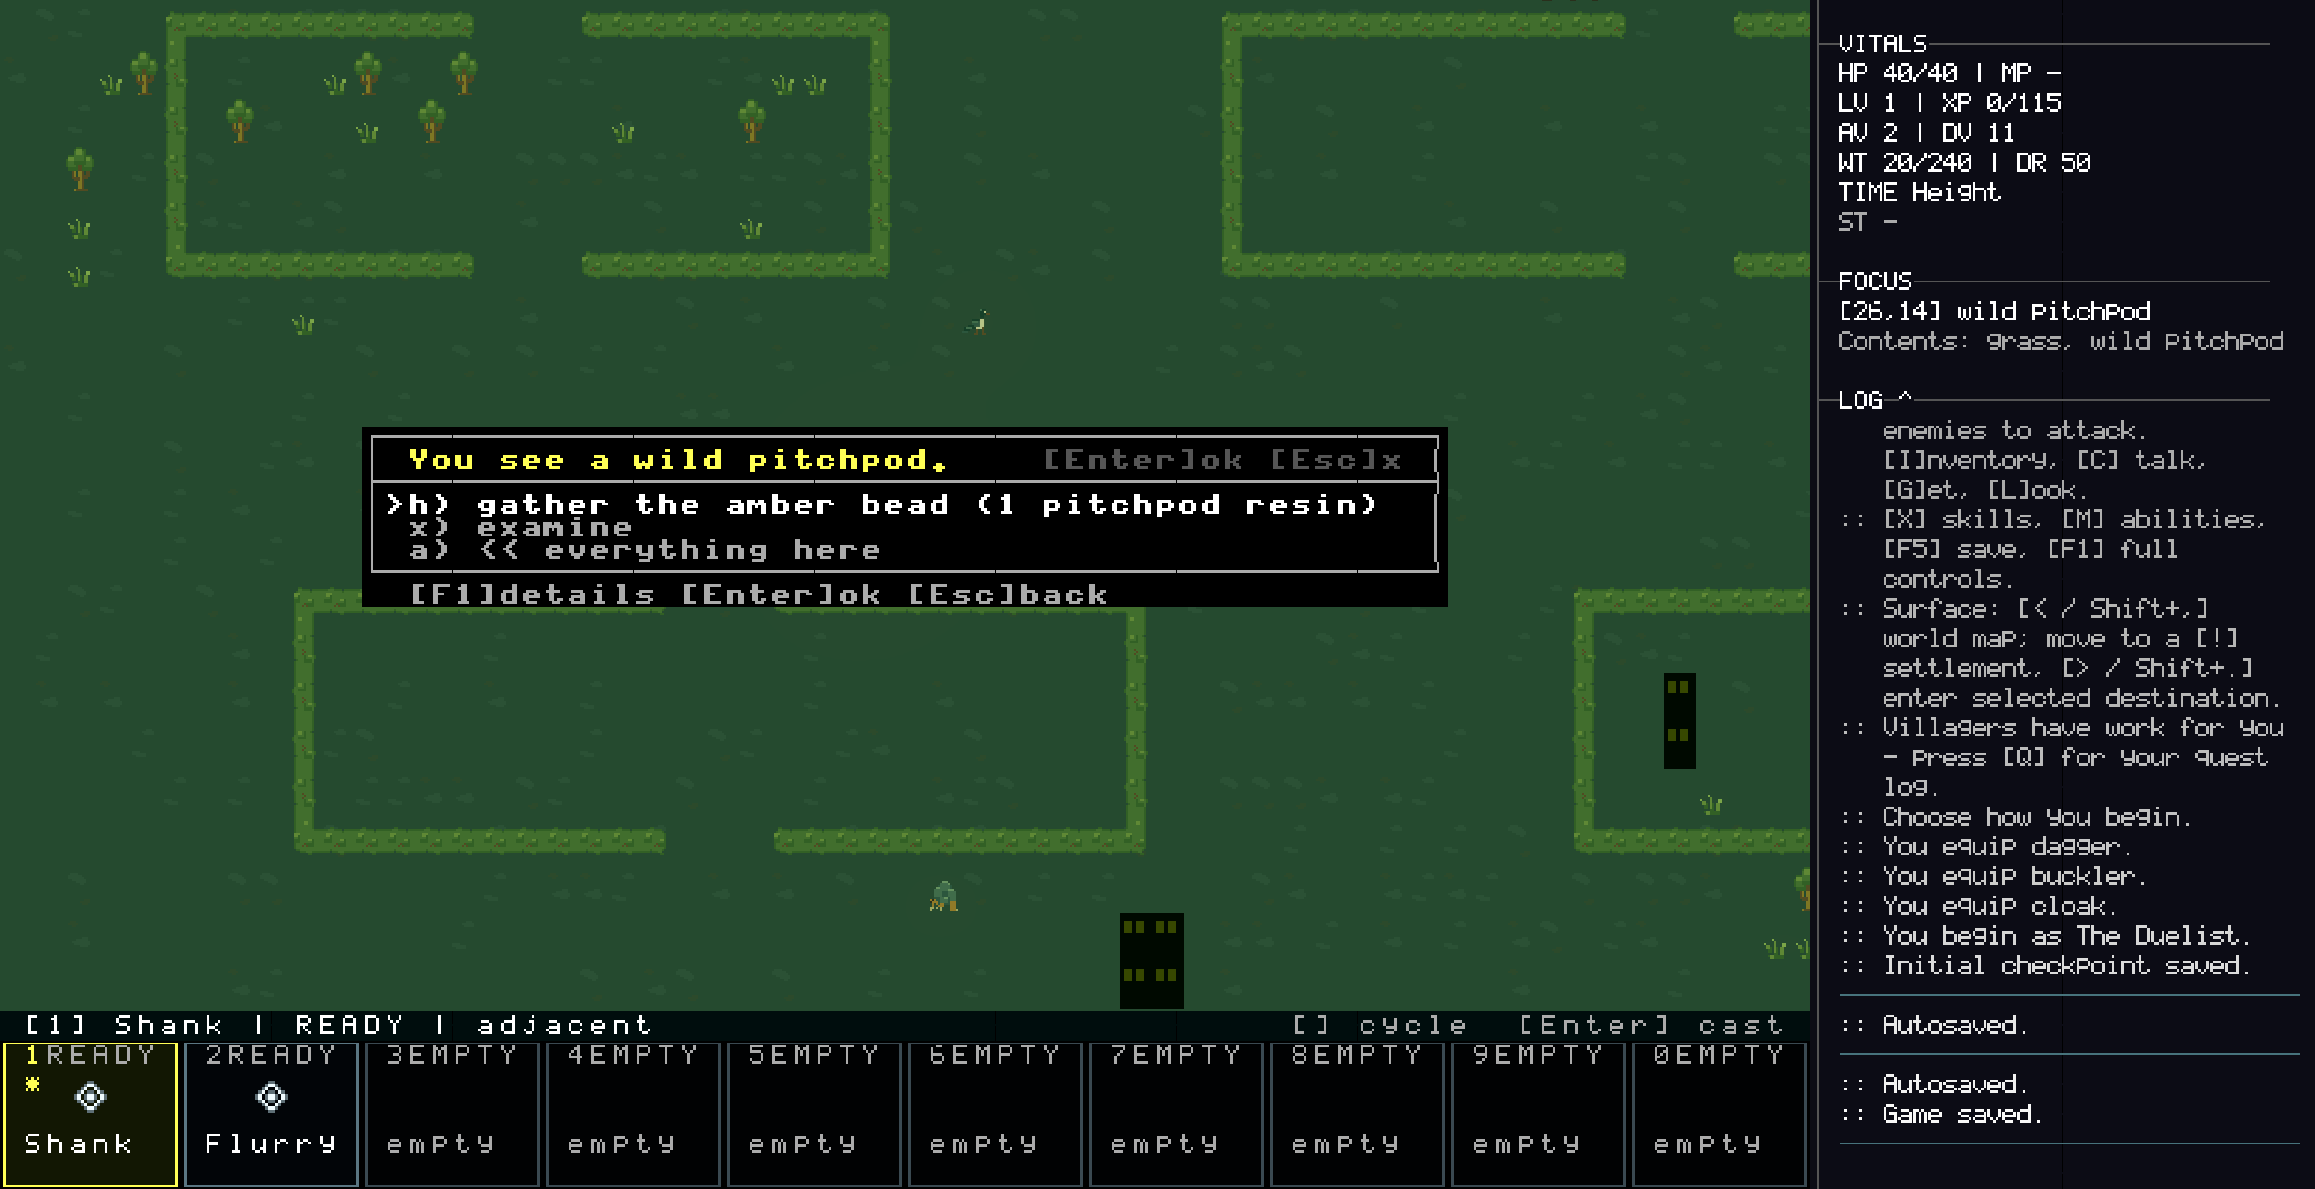 You see a wild pitchpod. [Enter]ok [Esc]x
>h) gather the amber bead (1 pitchpod resin)
x) examine
a) << everything here
[F1]details [Enter]ok [Esc]back
[1] Shank | READY | adjacent [] cycle [Enter] cast
1READY 2READY 3EMPTY 4EMPTY 5EMPTY 6EMPTY 7EMPTY 8EMPTY 9EMPTY 0EMPTY
*
Shank Flurry empty empty empty empty empty empty empty empty
VITALS
HP 40/40 | MP -
LV 1 | XP 0/115
AV 2 | DV 11
WT 20/240 | DR 50
TIME Height
ST -
FOCUS
[26,14] wild pitchpod
Contents: grass, wild pitchpod
LOG ^
enemies to attack.
[I]nventory, [C] talk,
[G]et, [L]ook.
:: [X] skills, [M] abilities,
[F5] save, [F1] full
controls.
:: Surface: [< / Shift+,]
world map; move to a [!]
settlement, [> / Shift+.]
enter selected destination.
:: Villagers have work for you
- press [Q] for your quest
log.
:: Choose how you begin.
:: You equip dagger.
:: You equip buckler.
:: You equip cloak.
:: You begin as The Duelist.
:: Initial checkpoint saved.
:: Autosaved.
:: Autosaved.
:: Game saved.